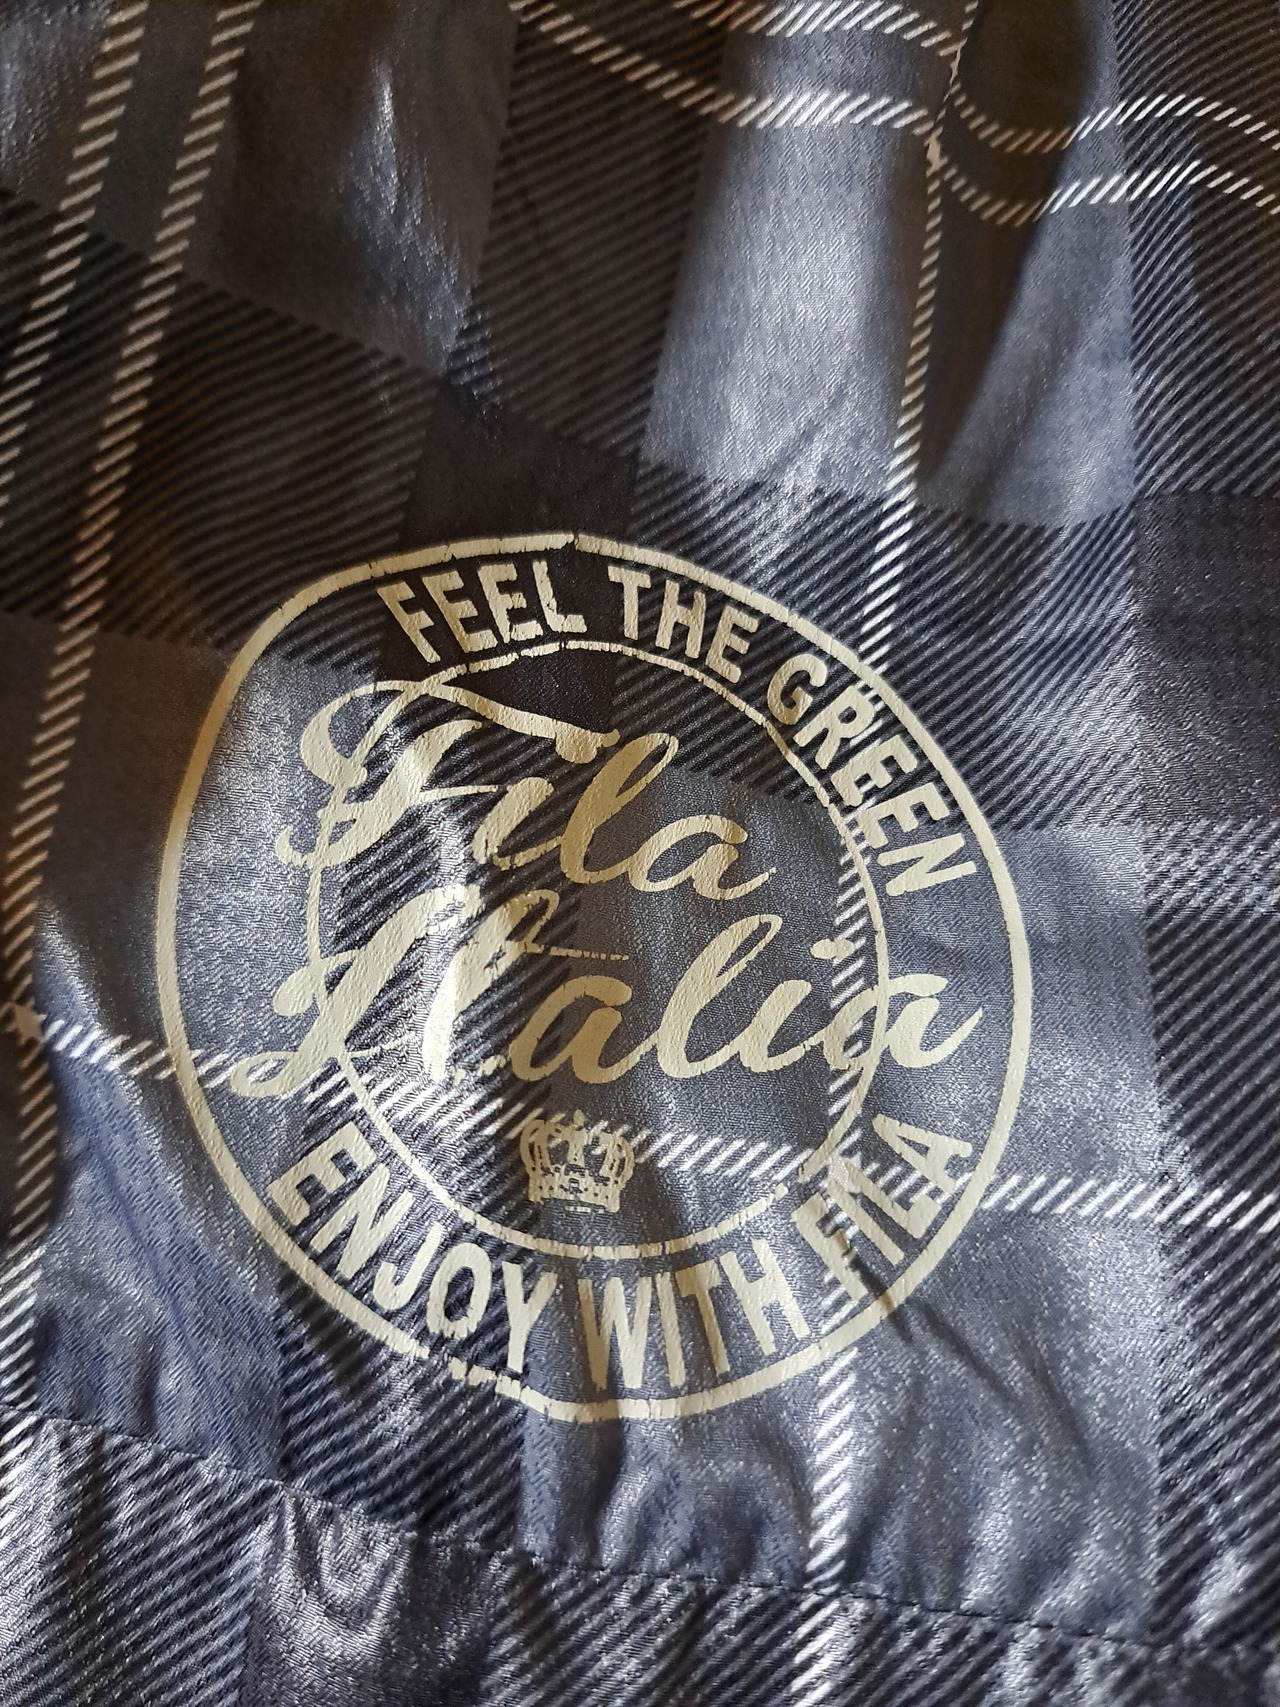 FEEL THE GREEN
Fila
Italia
ENJOY WITH FILA